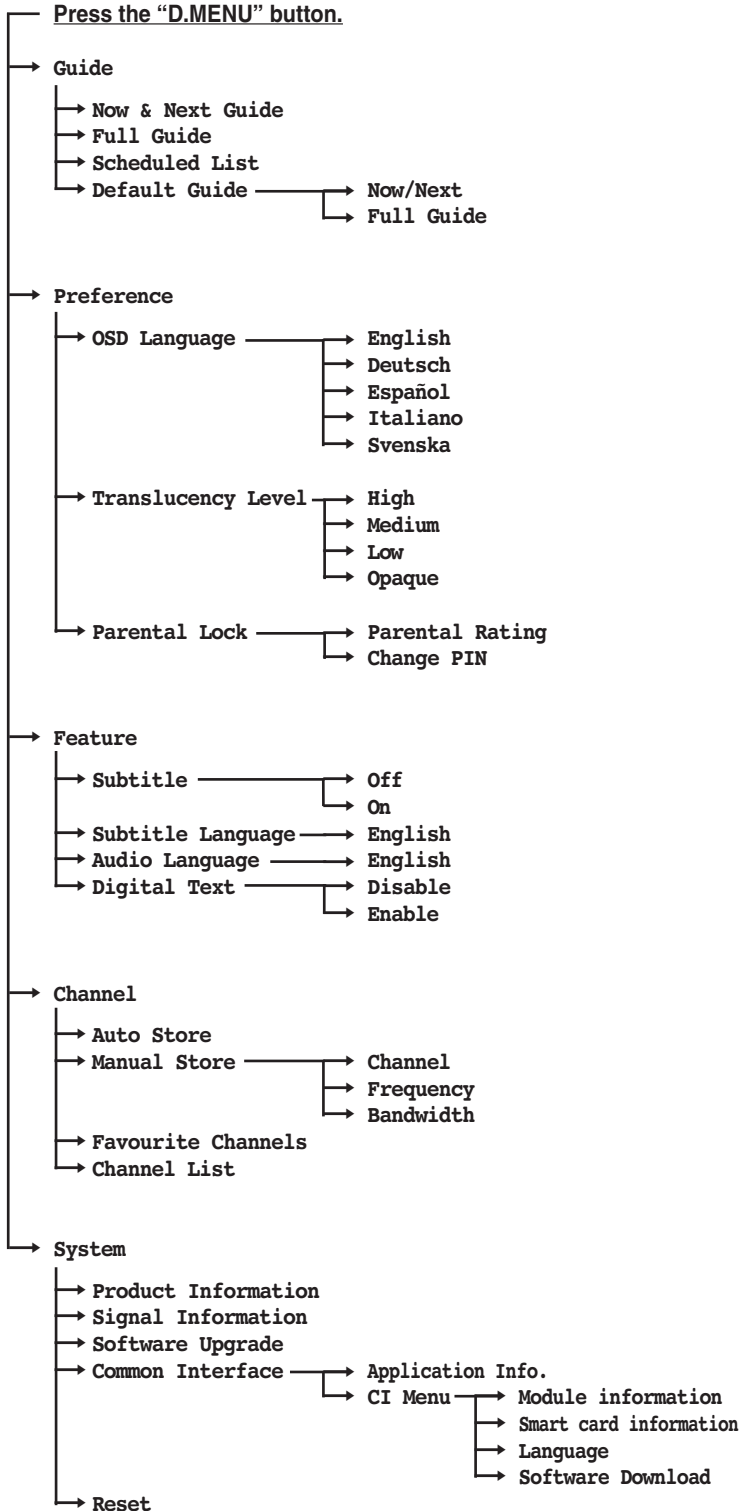 Press the “D.MENU” button.
Guide
Now & Next Guide
Full Guide
Scheduled List
Default Guide Now/Next
Full Guide
Preference
OSD Language English
Deutsch
Español
Italiano
Svenska
Translucency Level High
Medium
Low
Opaque
Parental Lock Parental Rating
Change PIN
Feature
Subtitle Off
On
Subtitle Language English
Audio Language English
Digital Text Disable
Enable
Channel
Auto Store
Manual Store Channel
Frequency
Bandwidth
Favourite Channels
Channel List
System
Product Information
Signal Information
Software Upgrade
Common Interface Application Info.
CI Menu Module information
Smart card information
Language
Software Download
Reset